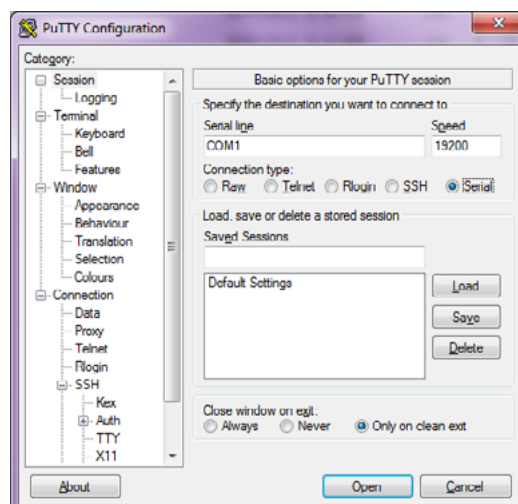 PuTTY Configuration
Category:
Session
Logging
Terminal
Keyboard
Bell
Features
Window
Appearance
Behaviour
Translation
Selection
Colours
Connection
Data
Proxy
Telnet
Rlogin
SSH
Kex
Auth
TTY
X11
Basic options for your PuTTY session
Specify the destination you want to connect to
Serial line Speed
COM1 19200
Connection type:
Raw Telnet Rlogin SSH Serial
Load, save or delete a stored session
Saved Sessions
Default Settings
Load
Save
Delete
Close window on exit:
Always Never Only on clean exit
About Open Cancel